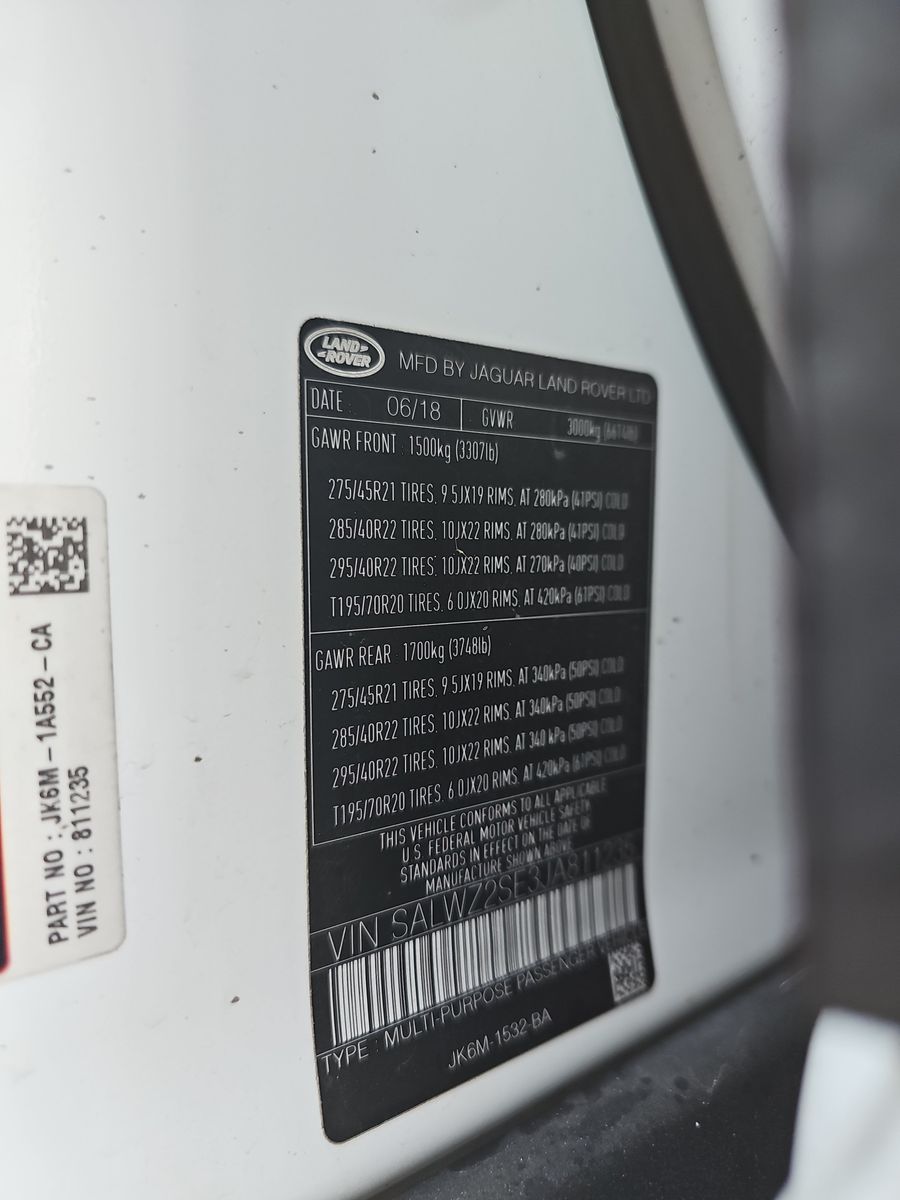 LAND
ROVER
MFD BY JAGUAR LAND ROVER LTD
DATE : 06/18 GVWR 3000kg (6614lb)
GAWR FRONT : 1500kg (3307lb)
275/45R21 TIRES, 9.5JX19 RIMS, AT 280kPa (41PSI) COLD
285/40R22 TIRES, 10JX22 RIMS, AT 280kPa (41PSI) COLD
295/40R22 TIRES, 10JX22 RIMS, AT 270kPa (40PSI) COLD
T195/70R20 TIRES, 6.0JX20 RIMS, AT 420kPa (61PSI) COLD
GAWR REAR : 1700kg (3748lb)
275/45R21 TIRES, 9.5JX19 RIMS, AT 340kPa (50PSI) COLD
285/40R22 TIRES, 10JX22 RIMS, AT 340kPa (50PSI) COLD
295/40R22 TIRES, 10JX22 RIMS, AT 340 kPa (50PSI) COLD
T195/70R20 TIRES, 6.0JX20 RIMS, AT 420kPa (61PSI) COLD
THIS VEHICLE CONFORMS TO ALL APPLICABLE
U.S. FEDERAL MOTOR VEHICLE SAFETY
STANDARDS IN EFFECT ON THE DATE OF
MANUFACTURE SHOWN ABOVE
VIN SALWZ2SE3JA811235
TYPE : MULTI-PURPOSE PASSENGER VEHICLE
JK6M-1532-BA
PART NO : JK6M-1A552-CA
VIN NO : 811235